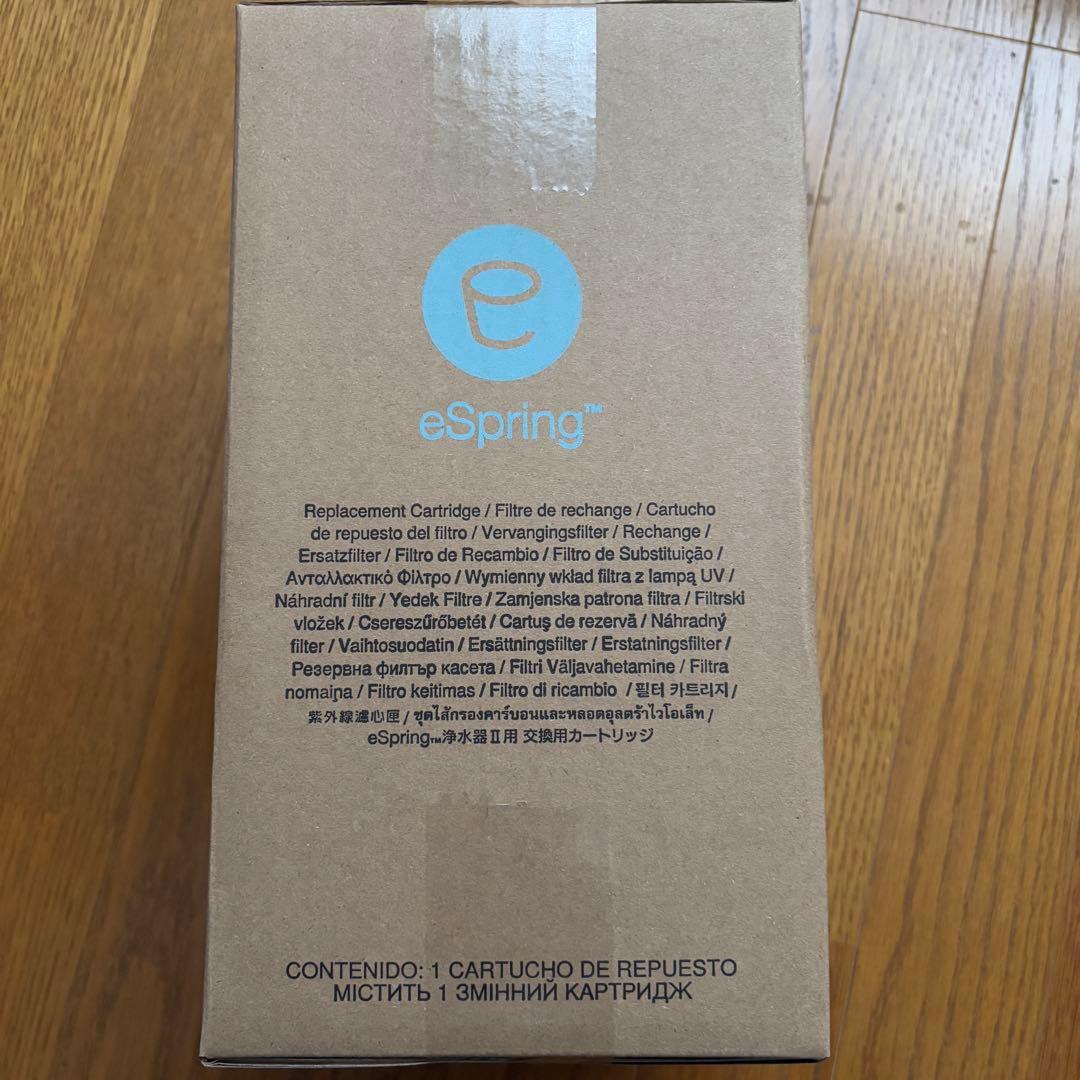 eSpring™
Replacement Cartridge / Filtre de rechange / Cartucho
de repuesto del filtro / Vervangingsfilter / Rechange /
Ersatzfilter / Filtro de Recambio / Filtro de Substituição /
Ανταλλακτικό Φίλτρο / Wymienny wkład filtra z lampą UV /
Náhradní filtr / Yedek Filtre / Zamjenska patrona filtra / Filtrski
vložek / Csereszűrőbetét / Cartuş de rezervă / Náhradný
filter / Vaihtosuodatin / Ersättningsfilter / Erstatningsfilter /
Резервна филтър касета / Filtri Väljavahetamine / Filtra
nomaiņa / Filtro keitimas / Filtro di ricambio / 필터 카트리지 /
紫外線濾心匣 / ชุดไส้กรองคาร์บอนและหลอดอุลตร้าไวโอเล็ท /
eSpring™浄水器Ⅱ用 交換用カートリッジ
CONTENIDO: 1 CARTUCHO DE REPUESTO
МІСТИТЬ 1 ЗМІННИЙ КАРТРИДЖ